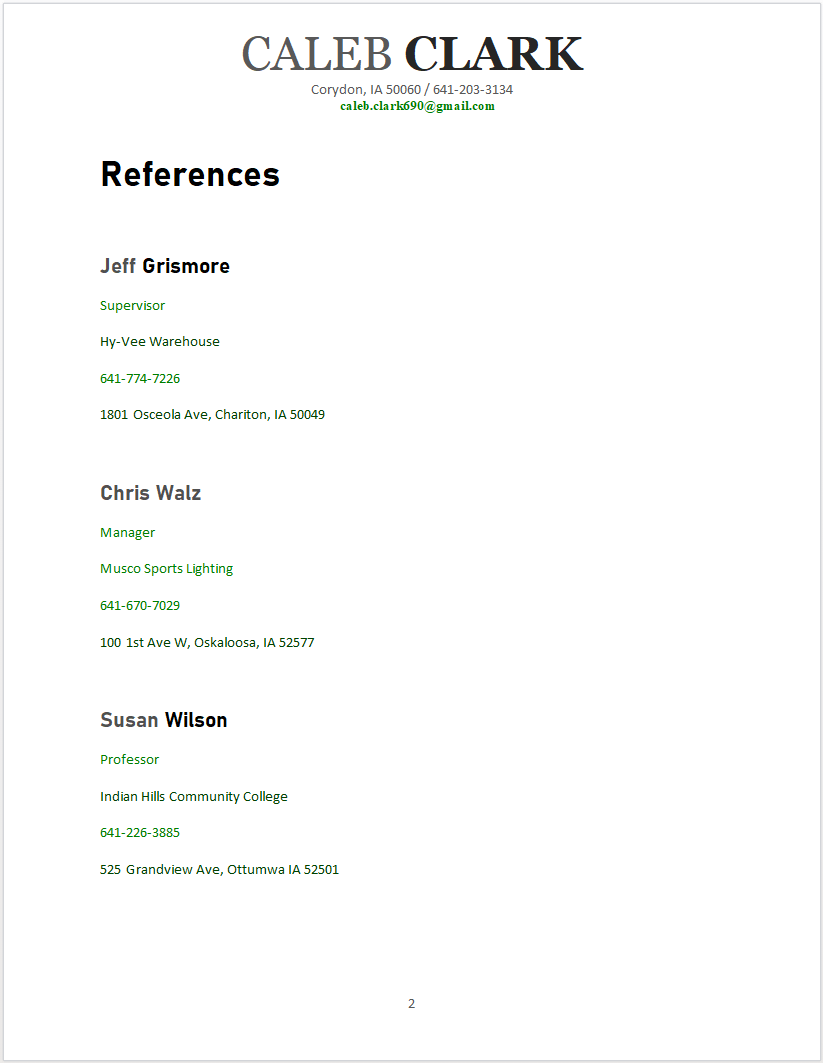 CALEB CLARK
Corydon, IA 50060 / 641-203-3134
caleb.clark690@gmail.com
References
Jeff Grismore
Supervisor
Hy-Vee Warehouse
641-774-7226
1801 Osceola Ave, Chariton, IA 50049
Chris Walz
Manager
Musco Sports Lighting
641-670-7029
100 1st Ave W, Oskaloosa, IA 52577
Susan Wilson
Professor
Indian Hills Community College
641-226-3885
525 Grandview Ave, Ottumwa IA 52501
2